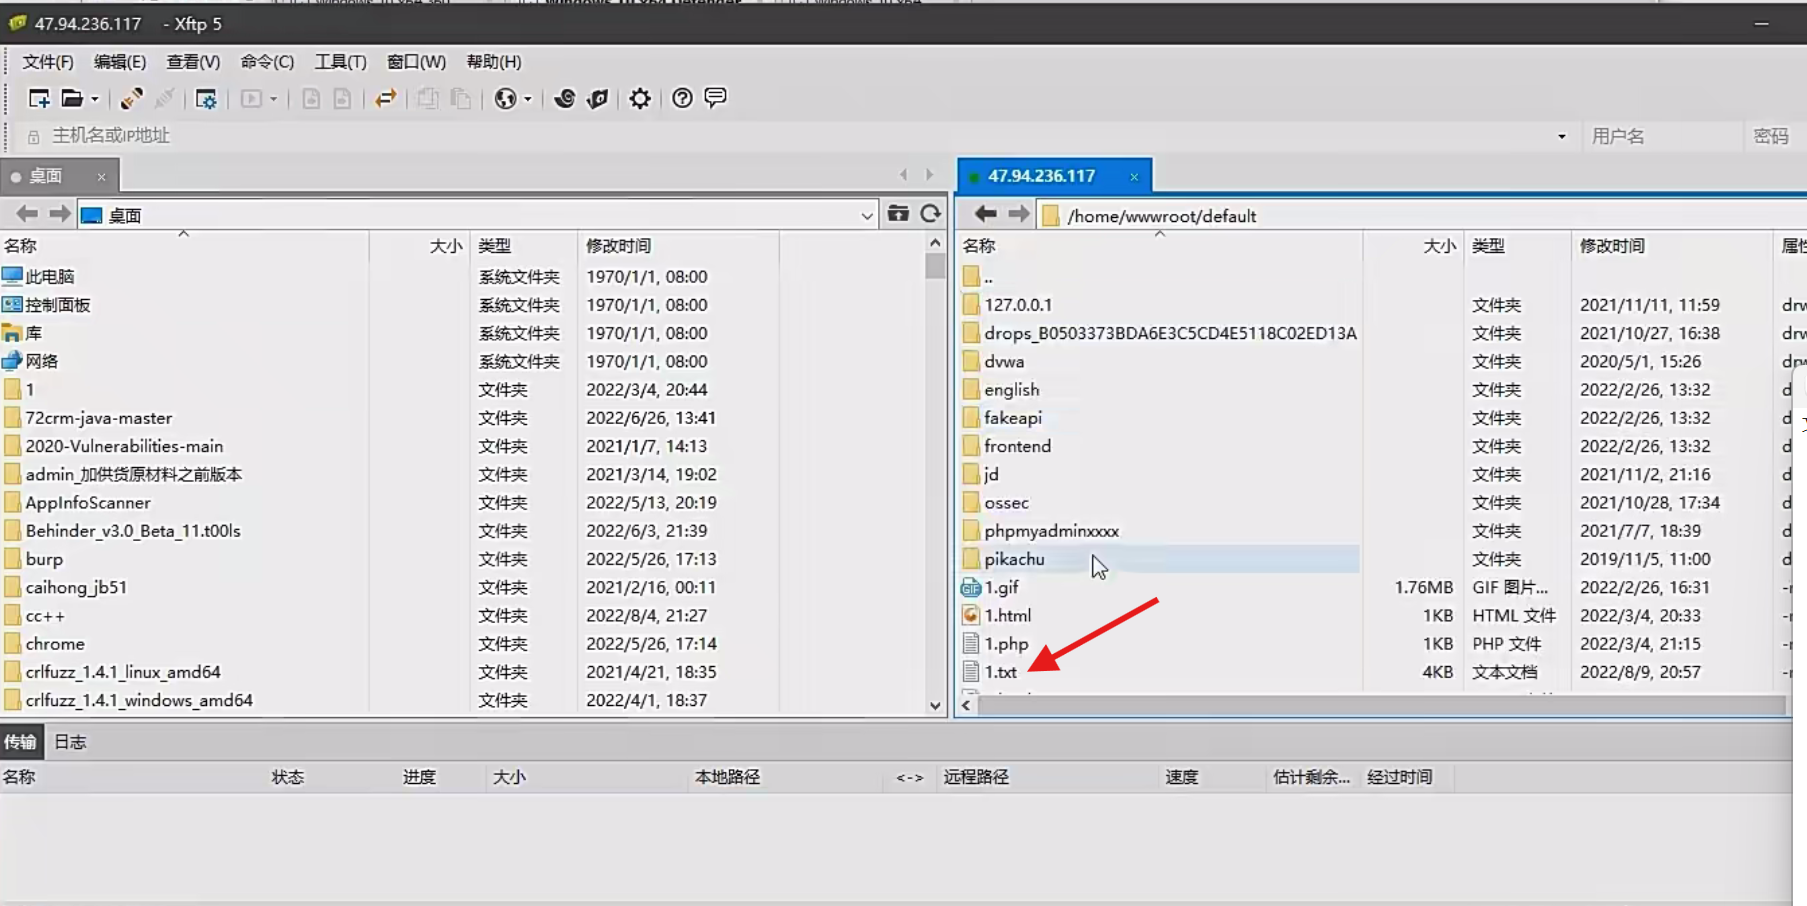 47.94.236.117 - Xftp 5
文件(F) 编辑(E) 查看(V) 命令(C) 工具(T) 窗口(W) 帮助(H)
主机名或IP地址 用户名 密码
桌面 × 47.94.236.117 ×
桌面 /home/wwwroot/default
名称 大小 类型 修改时间
此电脑 系统文件夹 1970/1/1, 08:00
控制面板 系统文件夹 1970/1/1, 08:00
库 系统文件夹 1970/1/1, 08:00
网络 系统文件夹 1970/1/1, 08:00
1 文件夹 2022/3/4, 20:44
72crm-java-master 文件夹 2022/6/26, 13:41
2020-Vulnerabilities-main 文件夹 2021/1/7, 14:13
admin_加供货原材料之前版本 文件夹 2021/3/14, 19:02
AppInfoScanner 文件夹 2022/5/13, 20:19
Behinder_v3.0_Beta_11.t00ls 文件夹 2022/6/3, 21:39
burp 文件夹 2022/5/26, 17:13
caihong_jb51 文件夹 2021/2/16, 00:11
cc++ 文件夹 2022/8/4, 21:27
chrome 文件夹 2022/5/26, 17:14
crlfuzz_1.4.1_linux_amd64 文件夹 2021/4/21, 18:35
crlfuzz_1.4.1_windows_amd64 文件夹 2022/4/1, 18:37
名称 大小 类型 修改时间 属性
..
127.0.0.1 文件夹 2021/11/11, 11:59 drw
drops_B0503373BDA6E3C5CD4E5118C02ED13A 文件夹 2021/10/27, 16:38 drw
dvwa 文件夹 2020/5/1, 15:26 drw
english 文件夹 2022/2/26, 13:32 d
fakeapi 文件夹 2022/2/26, 13:32 d
frontend 文件夹 2022/2/26, 13:32 d
jd 文件夹 2021/11/2, 21:16 d
ossec 文件夹 2021/10/28, 17:34 d
phpmyadminxxxx 文件夹 2021/7/7, 18:39 d
pikachu 文件夹 2019/11/5, 11:00 d
1.gif 1.76MB GIF 图片... 2022/2/26, 16:31
1.html 1KB HTML 文件 2022/3/4, 20:33
1.php 1KB PHP 文件 2022/3/4, 21:15
1.txt 4KB 文本文档 2022/8/9, 20:57
传输 日志
名称 状态 进度 大小 本地路径 <-> 远程路径 速度 估计剩余... 经过时间